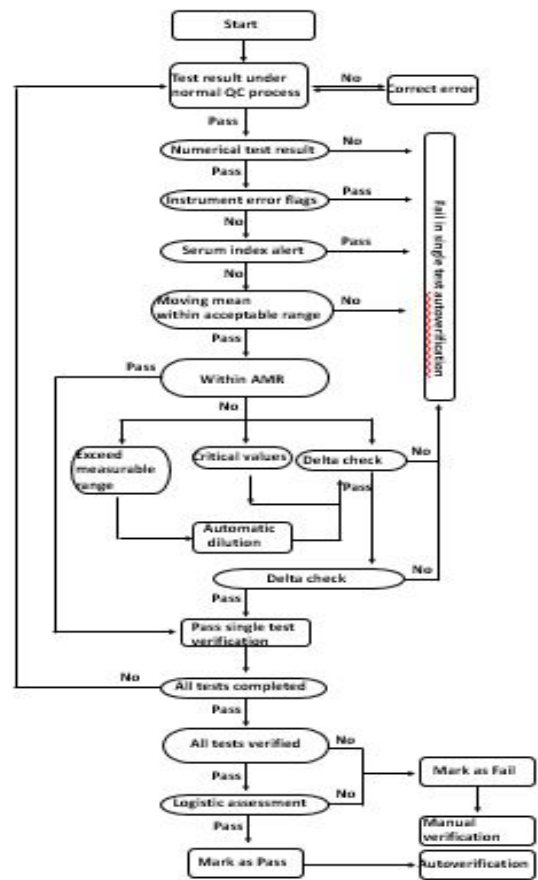 Start
Test result under
normal QC process
No
Correct error
Pass
Numerical test result
No
Pass
Instrument error flags
Pass
No
Serum index alert
Pass
No
Moving mean
within acceptable range
No
Fail in single test autoverification
Pass
Pass
Within AMR
No
Exceed
measurable
range
Critical values
Delta check
No
Pass
Automatic
dilution
Delta check
No
Pass
Pass single test
verification
No
All tests completed
Pass
All tests verified
No
Mark as Fail
Pass
No
Logistic assessment
Manual
verification
Pass
Mark as Pass
Autoverification